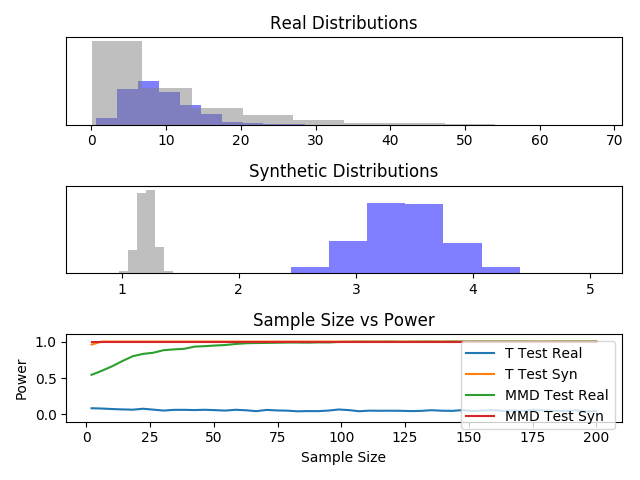 Real Distributions
0 10 20 30 40 50 60 70
Synthetic Distributions
1 2 3 4 5
Sample Size vs Power
1.0
0.5
0.0
Power
T Test Real
T Test Syn
MMD Test Real
MMD Test Syn
0 25 50 75 100 125 150 175 200
Sample Size